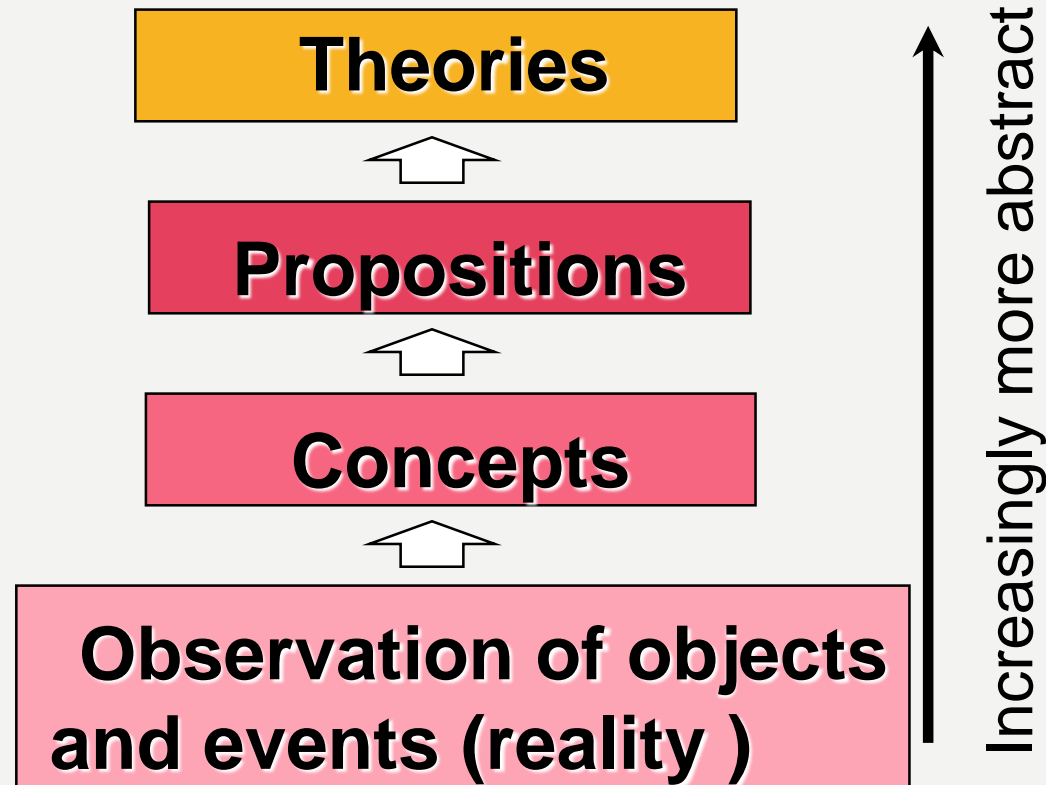 Theories
Propositions
Concepts
Observation of objects
and events (reality )
Increasingly more abstract